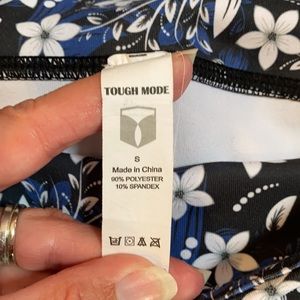 TOUGH MODE
S
Made in China
90% POLYESTER
10% SPANDEX